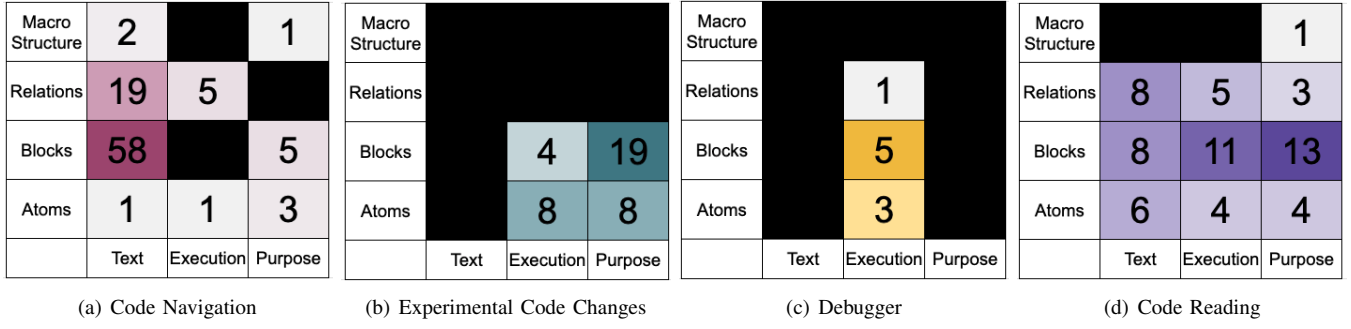 Macro Structure 2 1
Relations 19 5
Blocks 58 5
Atoms 1 1 3
Text Execution Purpose
(a) Code Navigation
Macro Structure
Relations
Blocks 4 19
Atoms 8 8
Text Execution Purpose
(b) Experimental Code Changes
Macro Structure
Relations 1
Blocks 5
Atoms 3
Text Execution Purpose
(c) Debugger
Macro Structure 1
Relations 8 5 3
Blocks 8 11 13
Atoms 6 4 4
Text Execution Purpose
(d) Code Reading